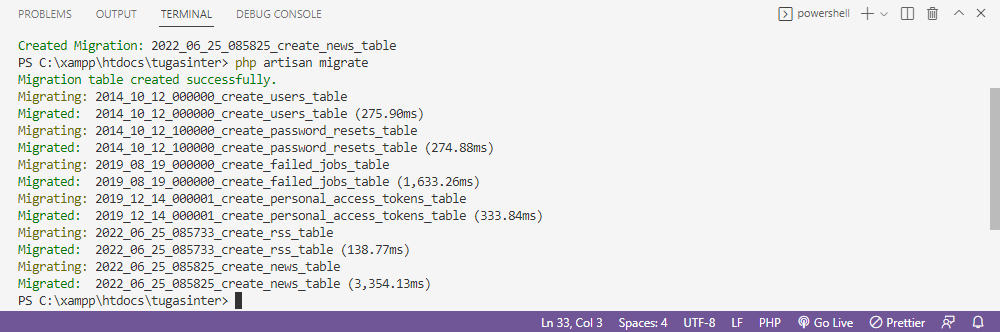 PROBLEMS OUTPUT TERMINAL DEBUG CONSOLE powershell
Created Migration: 2022_06_25_085825_create_news_table
PS C:\xampp\htdocs\tugasinter> php artisan migrate
Migration table created successfully.
Migrating: 2014_10_12_000000_create_users_table
Migrated:  2014_10_12_000000_create_users_table (275.90ms)
Migrating: 2014_10_12_100000_create_password_resets_table
Migrated:  2014_10_12_100000_create_password_resets_table (274.88ms)
Migrating: 2019_08_19_000000_create_failed_jobs_table
Migrated:  2019_08_19_000000_create_failed_jobs_table (1,633.26ms)
Migrating: 2019_12_14_000001_create_personal_access_tokens_table
Migrated:  2019_12_14_000001_create_personal_access_tokens_table (333.84ms)
Migrating: 2022_06_25_085733_create_rss_table
Migrated:  2022_06_25_085733_create_rss_table (138.77ms)
Migrating: 2022_06_25_085825_create_news_table
Migrated:  2022_06_25_085825_create_news_table (3,354.13ms)
PS C:\xampp\htdocs\tugasinter>
Ln 33, Col 3 Spaces: 4 UTF-8 LF PHP Go Live Prettier